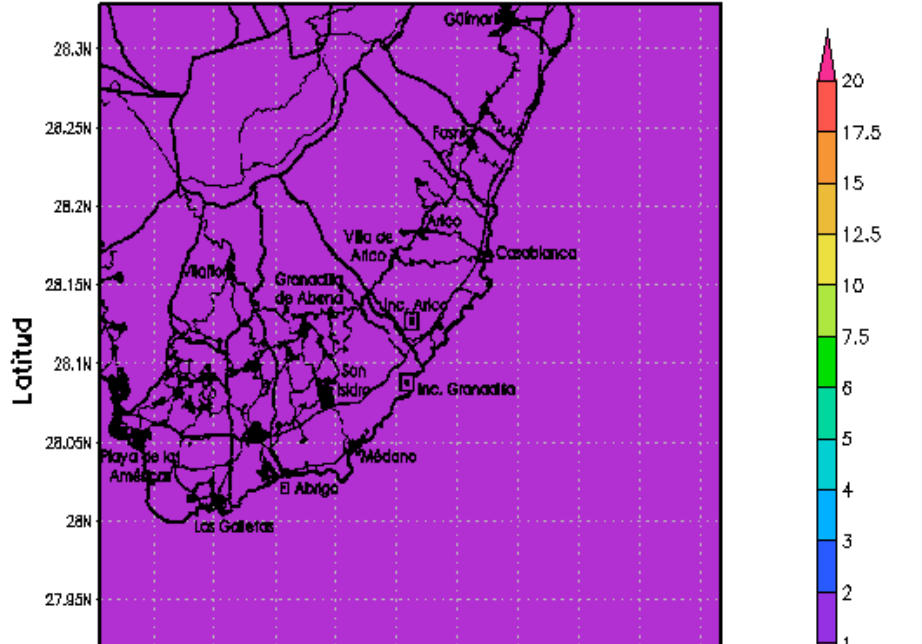 Güimar
28.3N
28.25N
Fasnia
28.2N
Arico
Villa de
Arico
Casablanca
Vilaflor
28.15N
Granadilla
de Abona
Inc. Arico
28.1N
San
Isidro
Inc. Granadilla
28.05N
Playa de las
Américas
Médano
El Abrigo
28N
Las Galletas
27.95N
Latitud
20
17.5
15
12.5
10
7.5
6
5
4
3
2
1